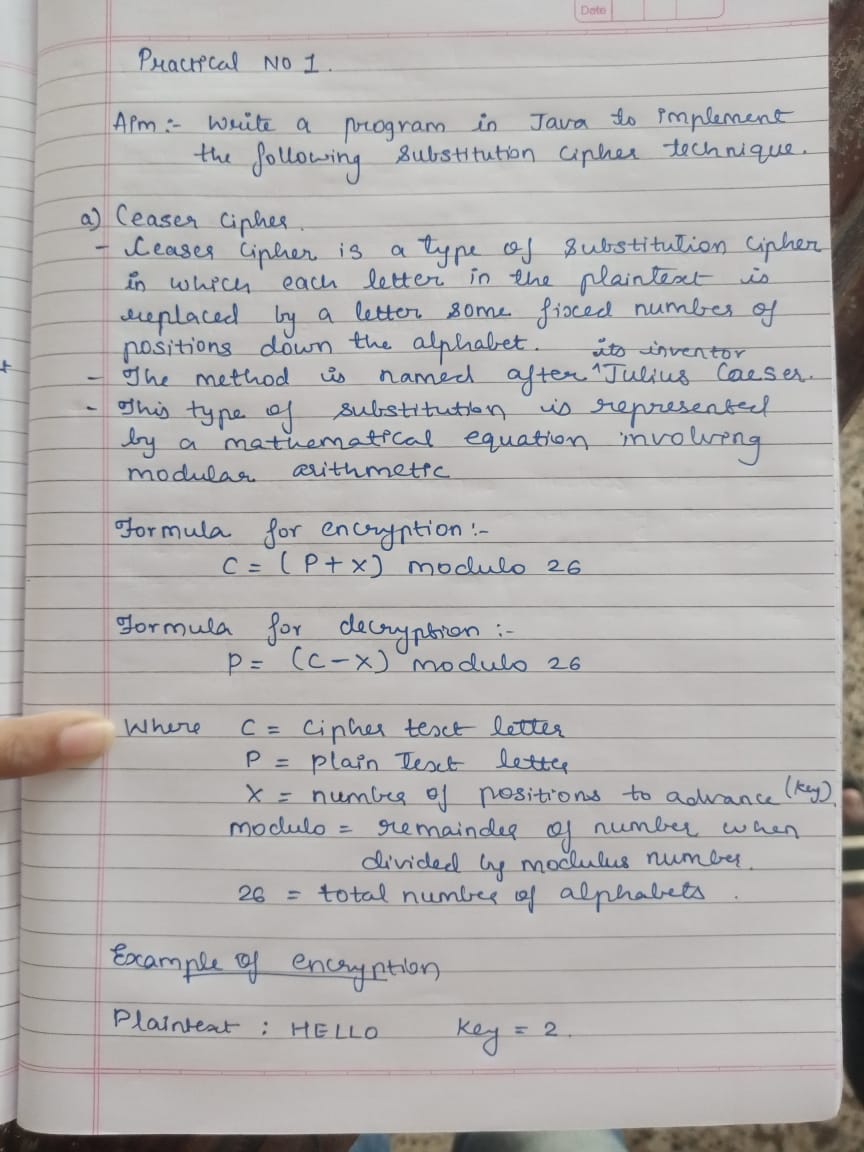 Date
Practical No 1.
Aim :- Write a program in Java to implement
the following substitution cipher technique.
a) Ceaser cipher.
- Ceaser cipher is a type of substitution cipher
in which each letter in the plaintext is
replaced by a letter some fixed number of
positions down the alphabet.
- The method is named after ^its inventor Julius Caeser.
- This type of substitution is represented
by a mathematical equation involving
modular arithmetic
Formula for encryption :-
C = (P + x) modulo 26
Formula for decryption :-
P = (C - x) modulo 26
Where C = Cipher text letter
P = plain Text letter
X = number of positions to advance (key)
modulo = remainder of number when
divided by modulus number.
26 = total number of alphabets.
Example of encryption
Plaintext : HELLO Key = 2.